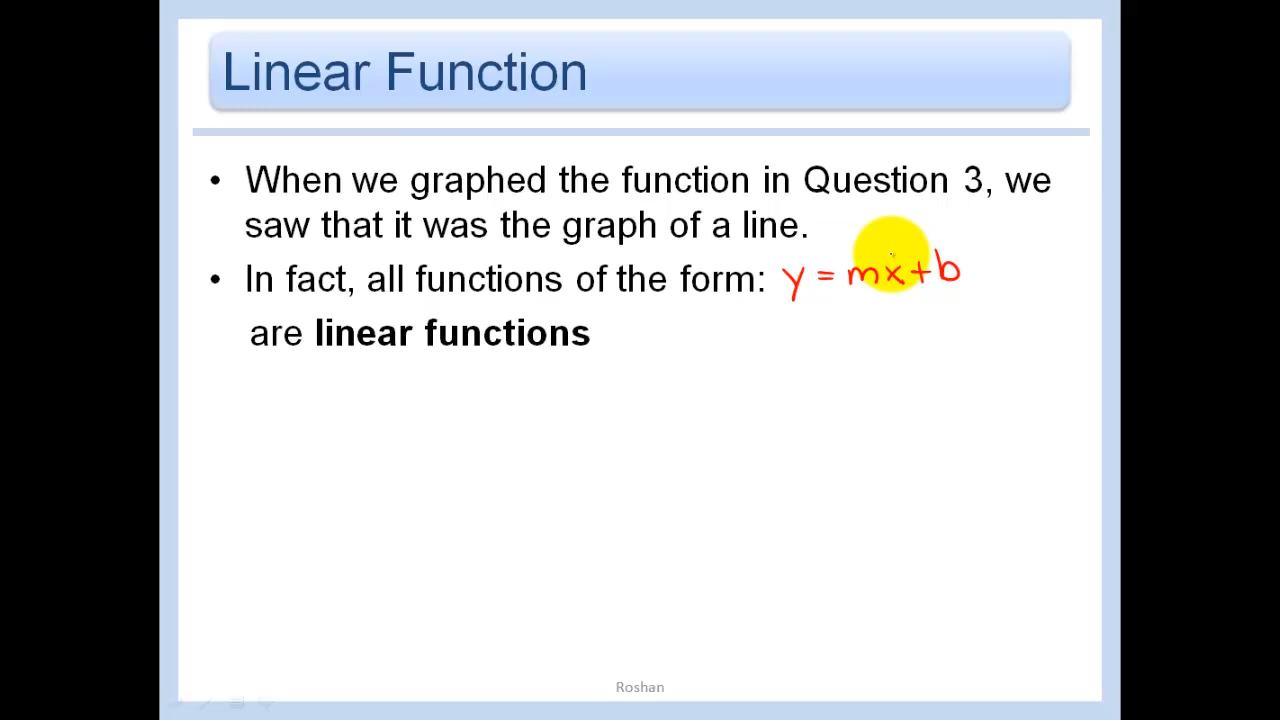 Linear Function
• When we graphed the function in Question 3, we
saw that it was the graph of a line.
• In fact, all functions of the form: y = mx+b
are linear functions
Roshan